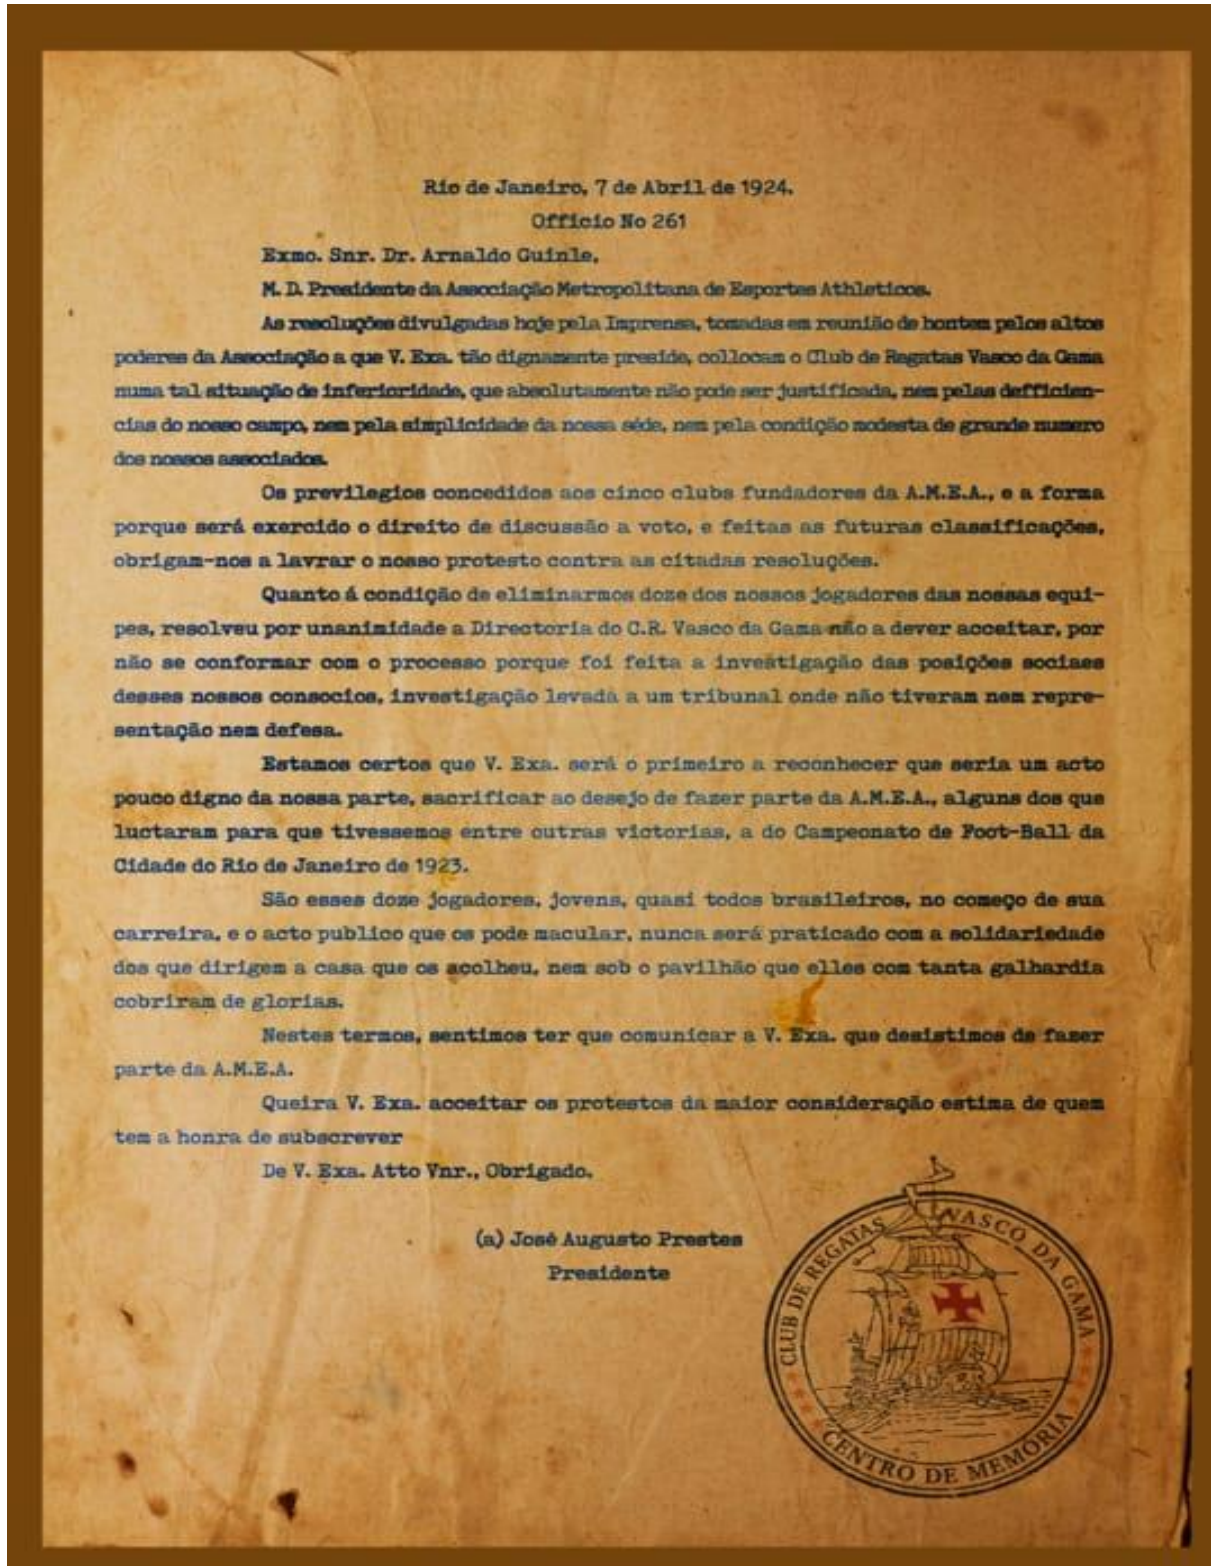 Rio de Janeiro, 7 de Abril de 1924.
Officio No 261
Exmo. Snr. Dr. Arnaldo Guinle,
M. D. Presidente da Associação Metropolitana de Esportes Athleticos.
As resoluções divulgadas hoje pela Imprensa, tomadas em reunião de hontem pelos altos
poderes da Associação a que V. Exa. tão dignamente preside, collocam o Club de Regatas Vasco da Gama
numa tal situação de inferioridade, que absolutamente não pode ser justificada, nem pelas defficien-
cias do nosso campo, nem pela simplicidade da nossa séde, nem pela condição modesta de grande numero
dos nossos associados.
Os previlegios concedidos aos cinco clubs fundadores da A.M.E.A., e a forma
porque será exercido o direito de discussão a voto, e feitas as futuras classificações,
obrigam-nos a lavrar o nosso protesto contra as citadas resoluções.
Quanto á condição de eliminarmos doze dos nossos jogadores das nossas equi-
pes, resolveu por unanimidade a Directoria do C.R. Vasco da Gama não a dever acceitar, por
não se conformar com o processo porque foi feita a investigação das posições sociaes
desses nossos consocios, investigação levada a um tribunal onde não tiveram nem repre-
sentação nem defesa.
Estamos certos que V. Exa. será o primeiro a reconhecer que seria um acto
pouco digno da nossa parte, sacrificar ao desejo de fazer parte da A.M.E.A., alguns dos que
luctaram para que tivessemos entre outras victorias, a do Campeonato de Foot-Ball da
Cidade do Rio de Janeiro de 1923.
São esses doze jogadores, jovens, quasi todos brasileiros, no começo de sua
carreira, e o acto publico que os pode macular, nunca será praticado com a solidariedade
dos que dirigem a casa que os acolheu, nem sob o pavilhão que elles com tanta galhardia
cobriram de glorias.
Nestes termos, sentimos ter que comunicar a V. Exa. que desistimos de fazer
parte da A.M.E.A.
Queira V. Exa. acceitar os protestos da maior consideração estima de quem
tem a honra de subscrever
De V. Exa. Atto Vnr., Obrigado.
(a) José Augusto Prestes
Presidente
CLUB DE REGATAS VASCO DA GAMA
CENTRO DE MEMÓRIA